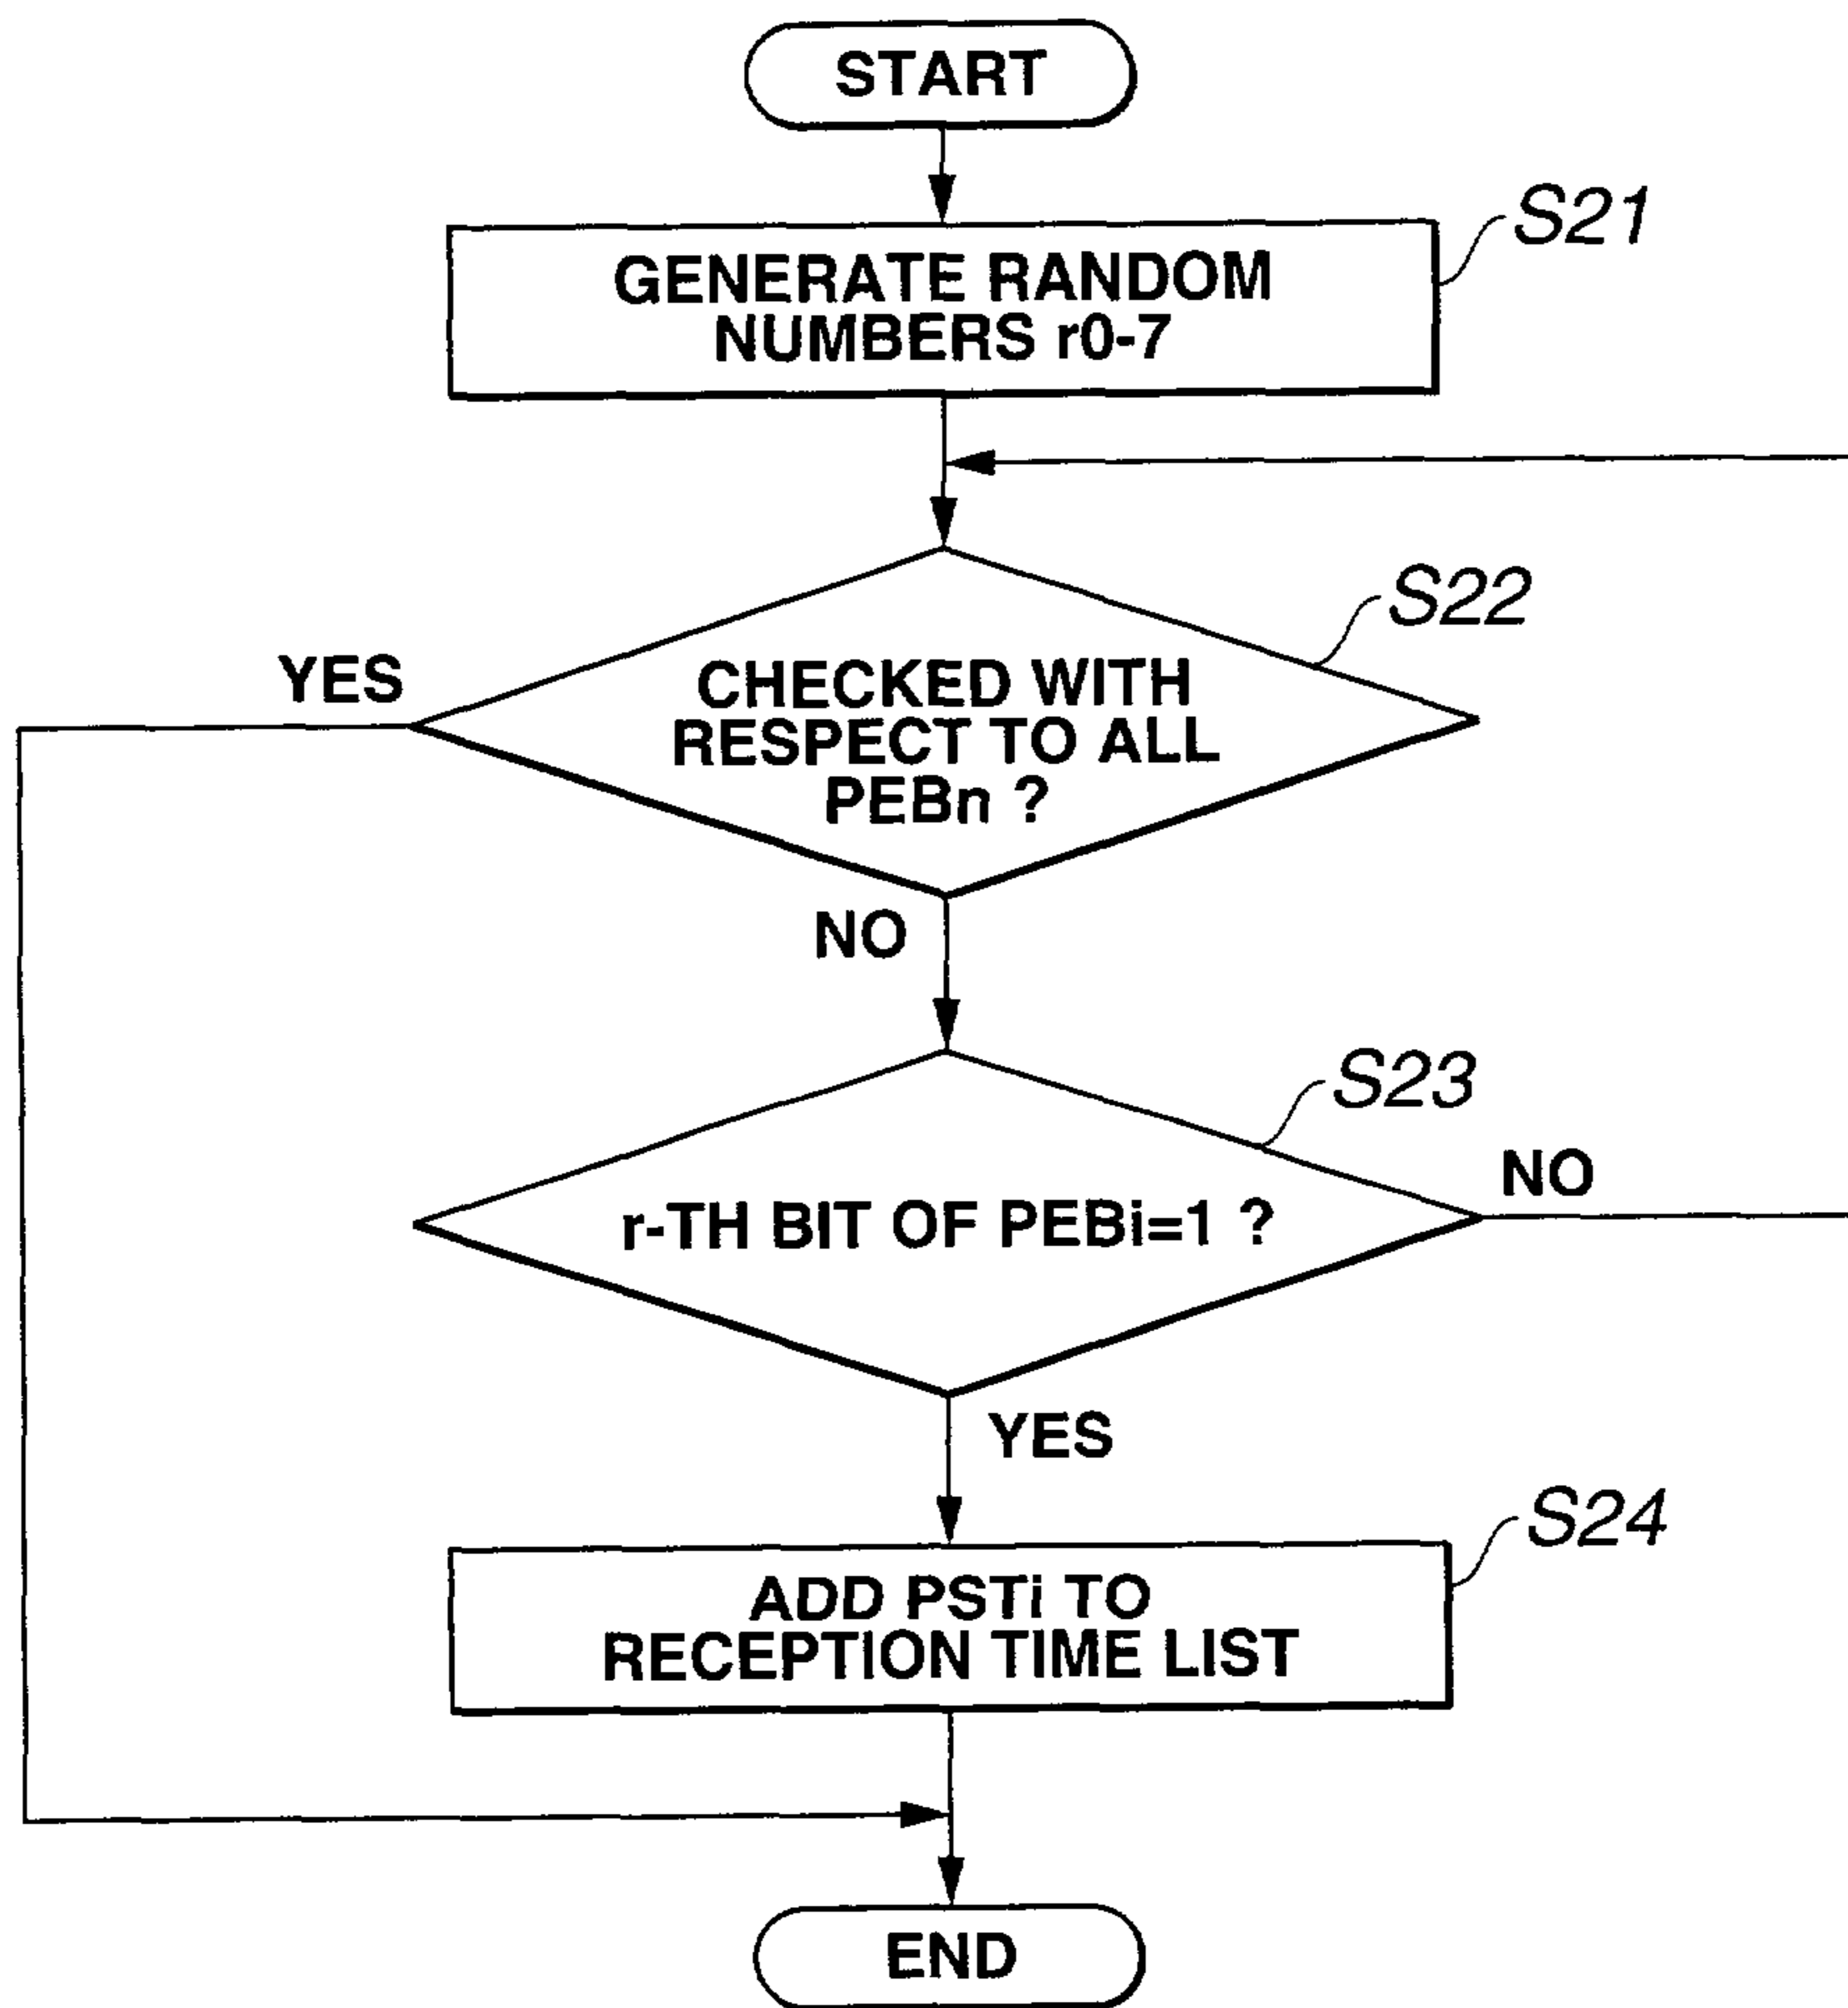 START
S21
GENERATE RANDOM
NUMBERS r0-7
S22
YES
CHECKED WITH
RESPECT TO ALL
PEBn ?
NO
S23
NO
r-TH BIT OF PEBi=1 ?
YES
S24
ADD PSTi TO
RECEPTION TIME LIST
END